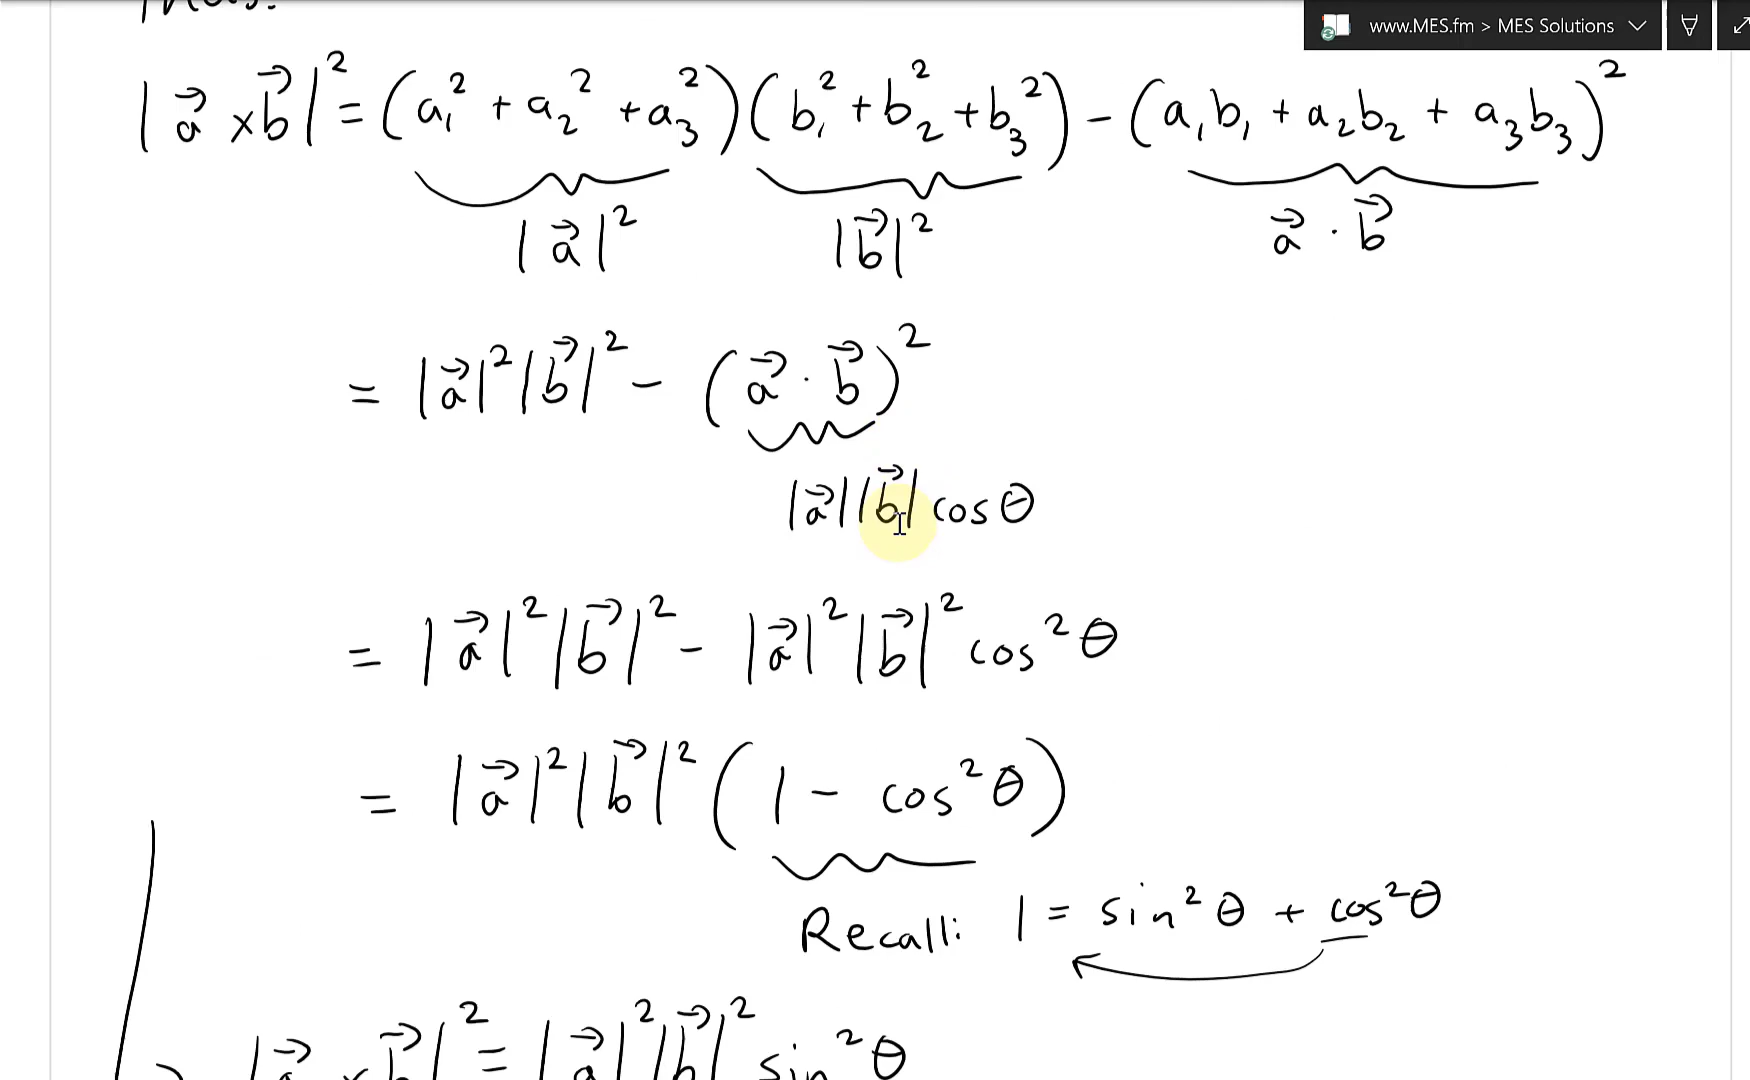 www.MES.fm > MES Solutions
|a⃗ × b⃗|² = (a₁² + a₂² + a₃²)(b₁² + b₂² + b₃²) - (a₁b₁ + a₂b₂ + a₃b₃)²
|a⃗|² |b⃗|² a⃗ · b⃗
= |a⃗|²|b⃗|² - (a⃗ · b⃗)²
|a⃗||b⃗| cos θ
= |a⃗|²|b⃗|² - |a⃗|²|b⃗|² cos²θ
= |a⃗|²|b⃗|² (1 - cos²θ)
Recall: 1 = sin²θ + cos²θ
|a⃗ × b⃗|² = |a⃗|²|b⃗|² sin²θ